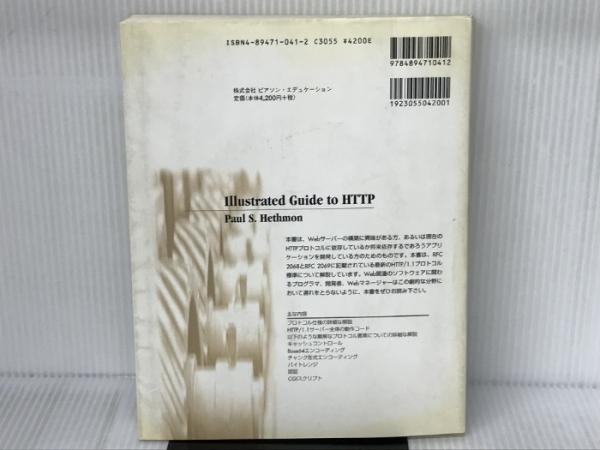 ISBN4-89471-041-2 C3055 ¥4200E
9784894710412
株式会社 ピアソン・エデュケーション
定価(本体4,200円+税)
1923055042001
Illustrated Guide to HTTP
Paul S. Hethmon
本書は、Webサーバーの構築に興味がある方、あるいは現在の
HTTPプロトコルに依存しているか将来依存するであろうアプリ
ケーションを開発している方のためのものです。本書は、RFC
2068とRFC 2069に記載されている最新のHTTP/1.1プロトコル
標準について解説しています。Web関連のソフトウェアに関わ
るプログラマ、開発者、Webマネージャーはこの劇的な分野に
おいて遅れをとらないように、本書をぜひお読み下さい。
主な内容
プロトコル仕様の詳細な解説
HTTP/1.1サーバー全体の動作コード
以下のような難解なプロトコル要素についての詳細な解説
キャッシュコントロール
Base64エンコーディング
チャンク形式エンコーディング
バイトレンジ
認証
CGIスクリプト